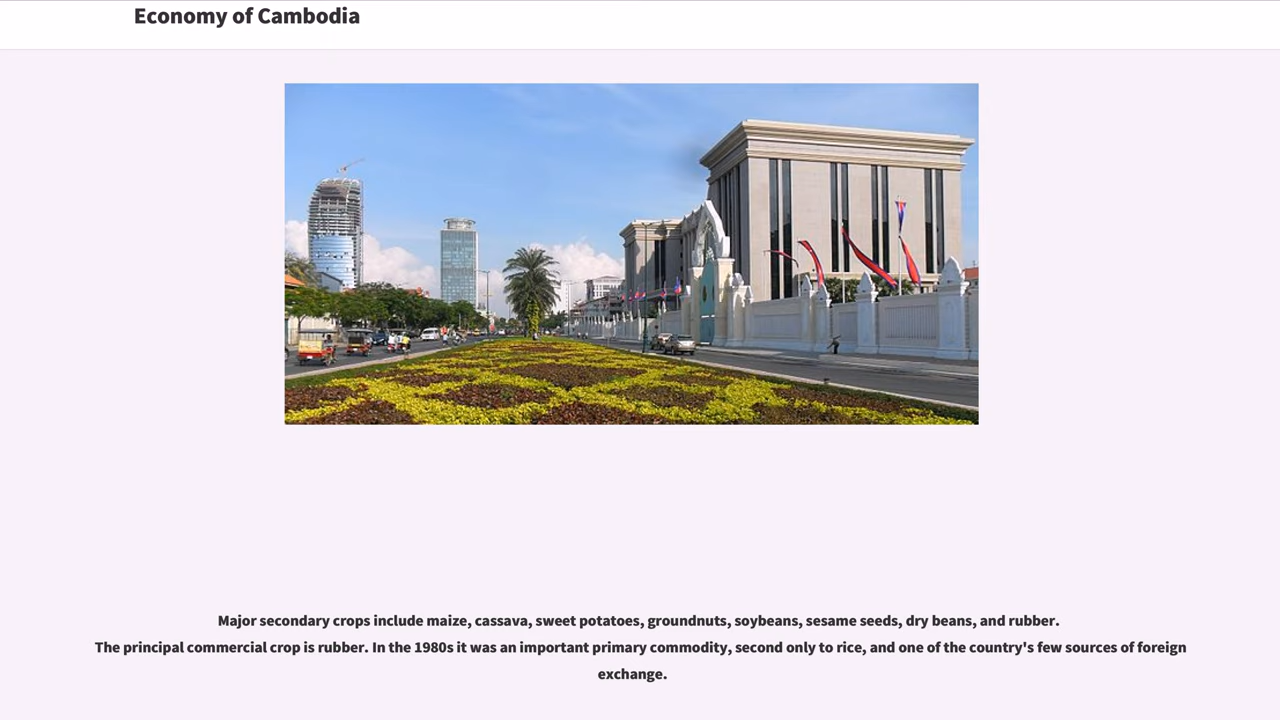 Economy of Cambodia
Major secondary crops include maize, cassava, sweet potatoes, groundnuts, soybeans, sesame seeds, dry beans, and rubber.
The principal commercial crop is rubber. In the 1980s it was an important primary commodity, second only to rice, and one of the country's few sources of foreign
exchange.